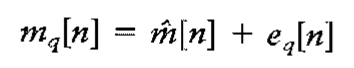 m_q[n] = m̂[n] + e_q[n]